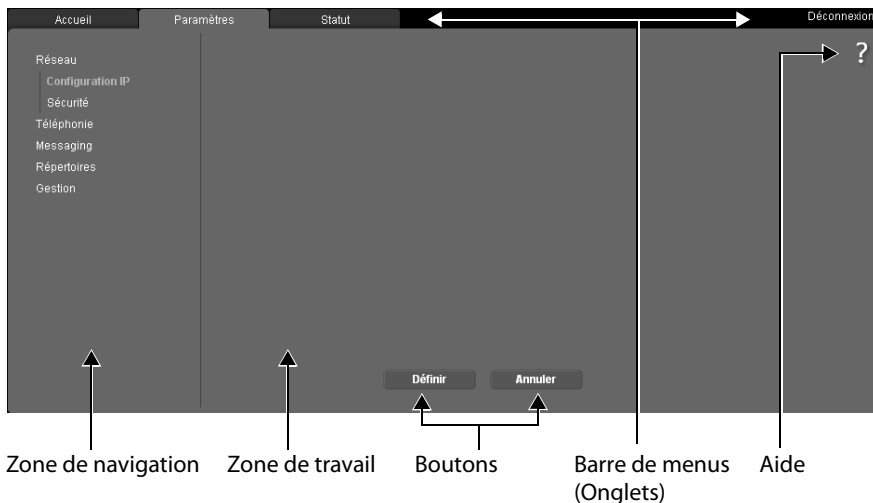 Accueil Paramètres Statut Déconnexion
?
Réseau
Configuration IP
Sécurité
Téléphonie
Messaging
Répertoires
Gestion
Définir Annuler
Zone de navigation Zone de travail Boutons Barre de menus Aide
(Onglets)